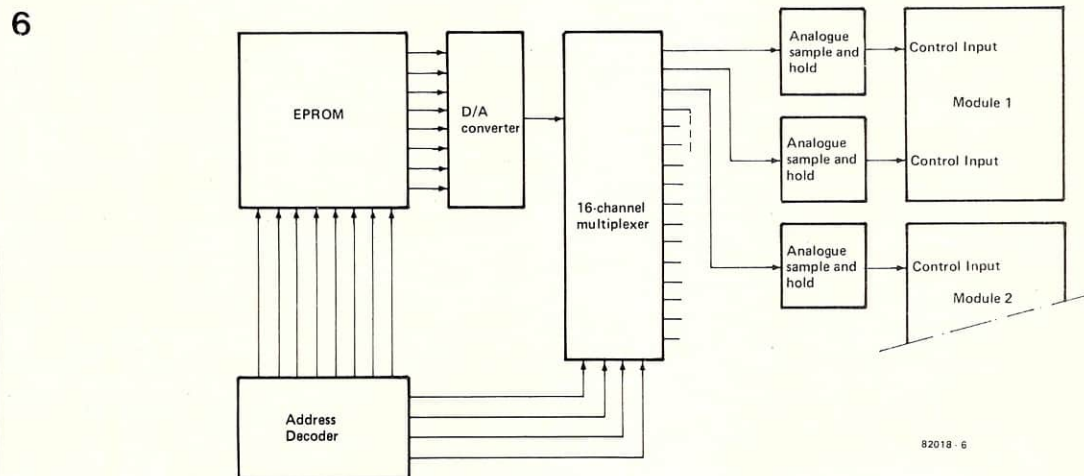 6
EPROM
D/A
converter
16-channel
multiplexer
Address
Decoder
Analogue
sample and
hold
Control Input
Module 1
Analogue
sample and
hold
Control Input
Analogue
sample and
hold
Control Input
Module 2
82018 - 6